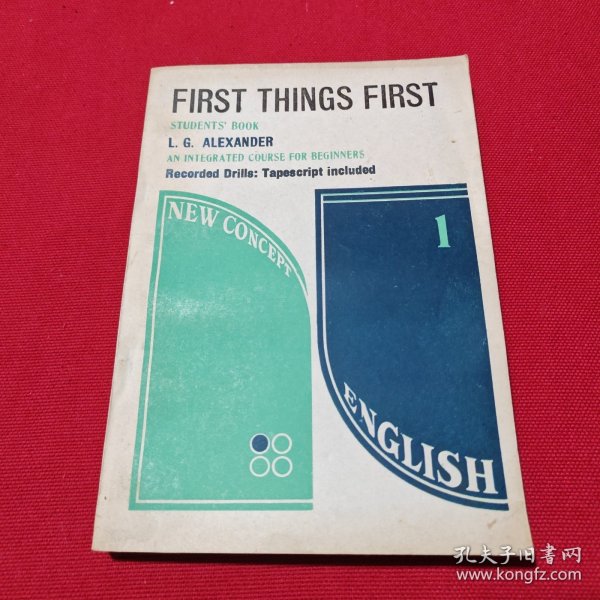 FIRST THINGS FIRST
STUDENTS' BOOK
L. G. ALEXANDER
AN INTEGRATED COURSE FOR BEGINNERS
Recorded Drills: Tapescript included
NEW CONCEPT
1
ENGLISH
孔夫子旧书网
www.kongfz.com